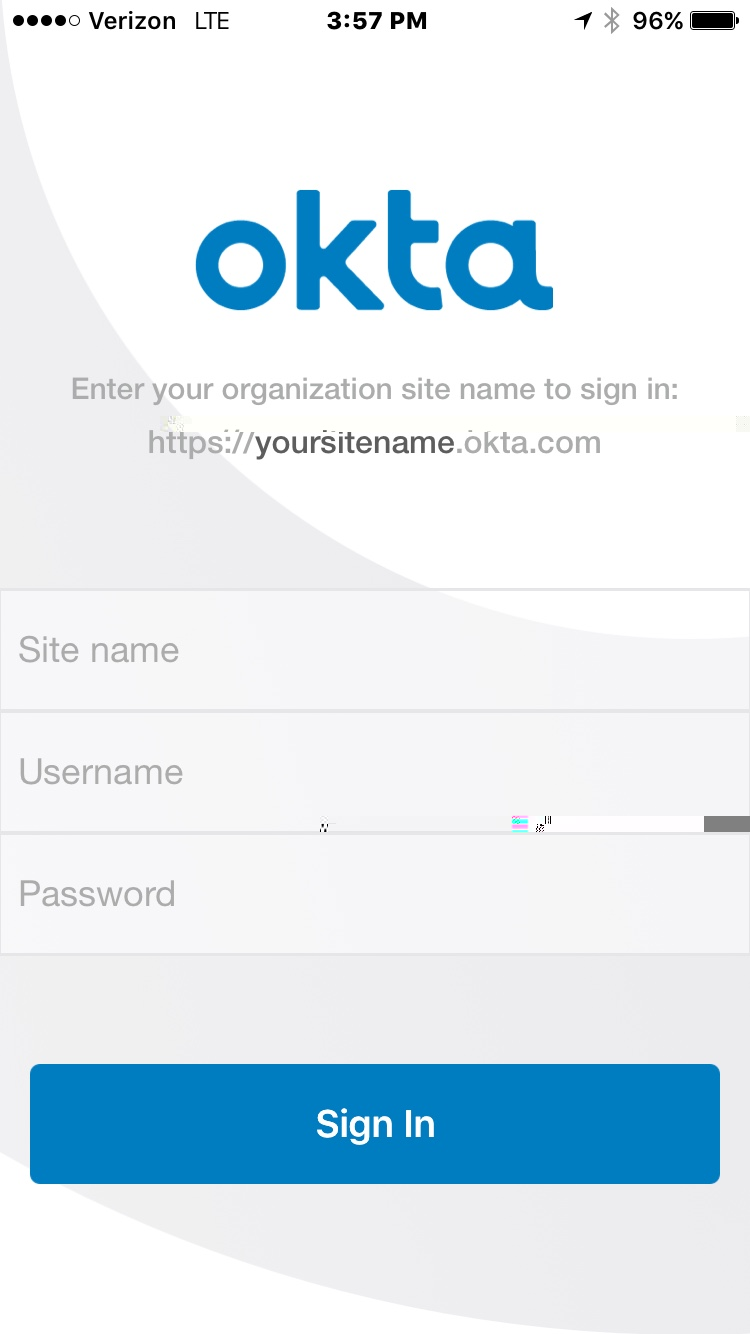 Verizon LTE 3:57 PM 96%
okta
Enter your organization site name to sign in:
https://yoursitename.okta.com
Site name
Username
Password
Sign In